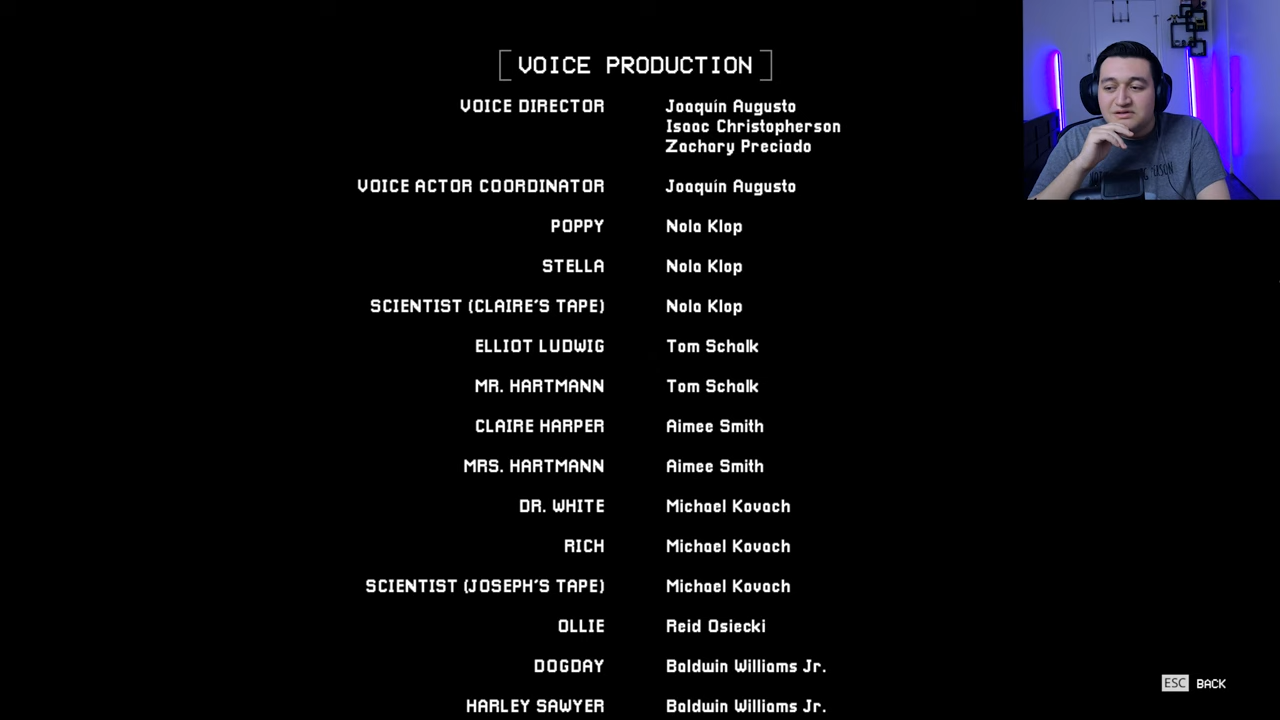 VOICE PRODUCTION
VOICE DIRECTOR Joaquín Augusto
Isaac Christopherson
Zachary Preciado
VOICE ACTOR COORDINATOR Joaquín Augusto
POPPY Nola Klop
STELLA Nola Klop
SCIENTIST (CLAIRE'S TAPE) Nola Klop
ELLIOT LUDWIG Tom Schalk
MR. HARTMANN Tom Schalk
CLAIRE HARPER Aimee Smith
MRS. HARTMANN Aimee Smith
DR. WHITE Michael Kovach
RICH Michael Kovach
SCIENTIST (JOSEPH'S TAPE) Michael Kovach
OLLIE Reid Osiecki
DOGDAY Baldwin Williams Jr.
HARLEY SAWYER Baldwin Williams Jr.
ESC BACK